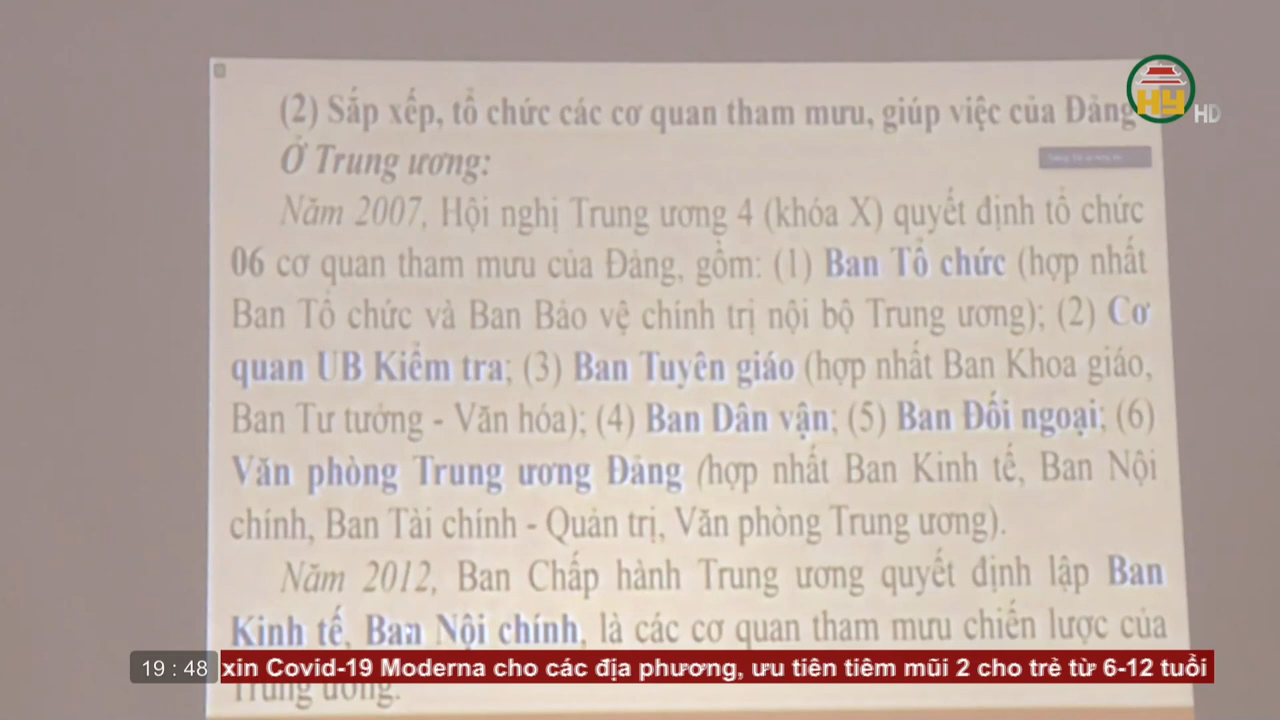 (2) Sắp xếp, tổ chức các cơ quan tham mưu, giúp việc của Đảng
HY HD
Ở Trung ương:
Năm 2007, Hội nghị Trung ương 4 (khóa X) quyết định tổ chức
06 cơ quan tham mưu của Đảng, gồm: (1) Ban Tổ chức (hợp nhất
Ban Tổ chức và Ban Bảo vệ chính trị nội bộ Trung ương); (2) Cơ
quan UB Kiểm tra; (3) Ban Tuyên giáo (hợp nhất Ban Khoa giáo,
Ban Tư tưởng - Văn hóa); (4) Ban Dân vận; (5) Ban Đối ngoại; (6)
Văn phòng Trung ương Đảng (hợp nhất Ban Kinh tế, Ban Nội
chính, Ban Tài chính - Quản trị, Văn phòng Trung ương).
Năm 2012, Ban Chấp hành Trung ương quyết định lập Ban
Kinh tế, Ban Nội chính, là các cơ quan tham mưu chiến lược của
19 : 48 xin Covid-19 Moderna cho các địa phương, ưu tiên tiêm mũi 2 cho trẻ từ 6-12 tuổi
Trung ương.